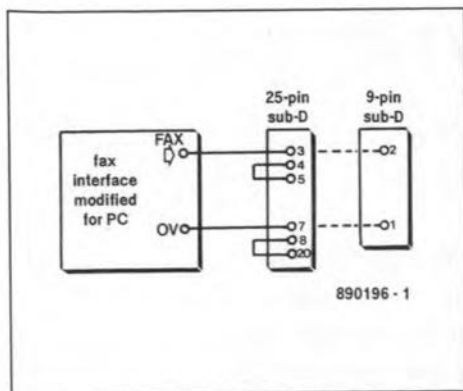 25-pin
sub-D
9-pin
sub-D
FAX
fax
interface
modified
for PC
OV
3
4
5
7
8
20
2
1
890196 - 1